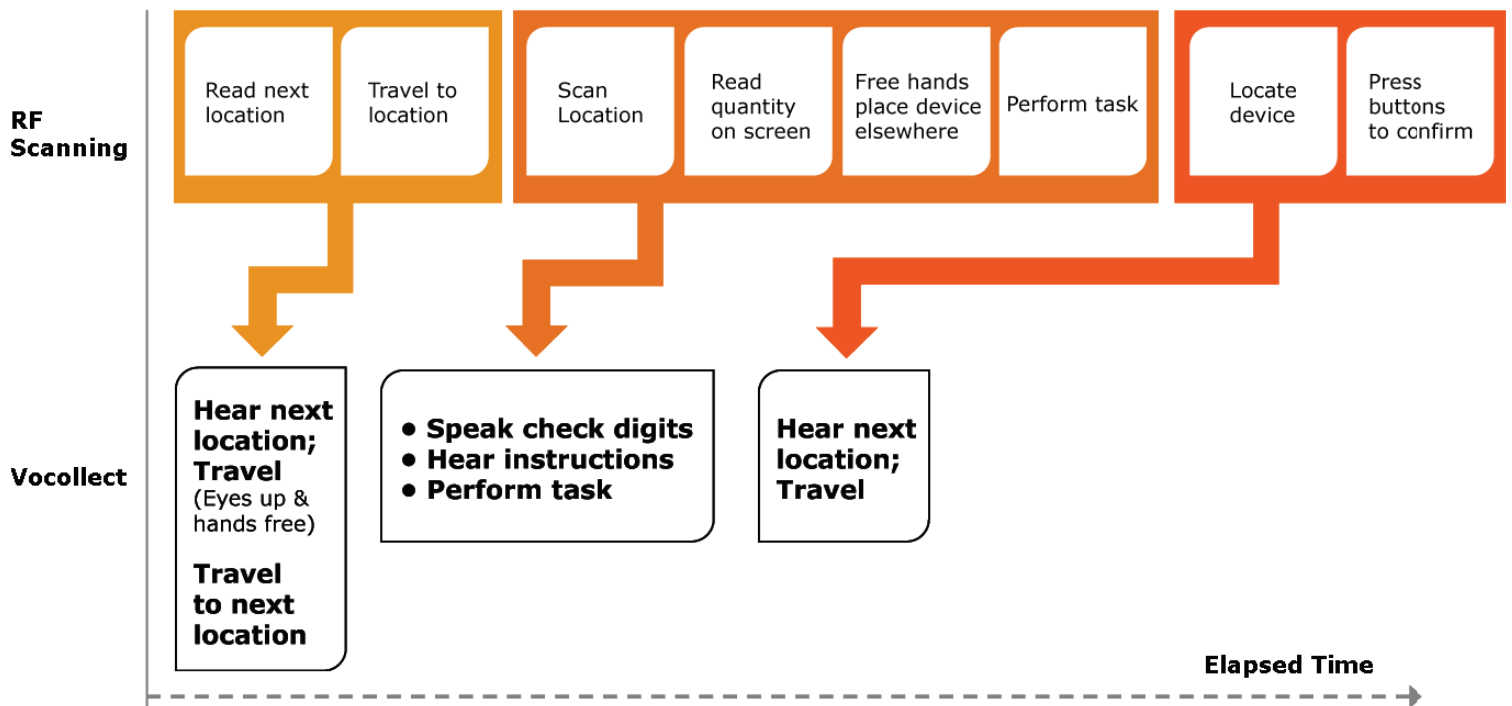 RF
Scanning
Read next
location
Travel to
location
Scan
Location
Read
quantity
on screen
Free hands
place device
elsewhere
Perform task
Locate
device
Press
buttons
to confirm
Vocollect
Hear next
location;
Travel
(Eyes up &
hands free)
Travel
to next
location
● Speak check digits
● Hear instructions
● Perform task
Hear next
location;
Travel
Elapsed Time